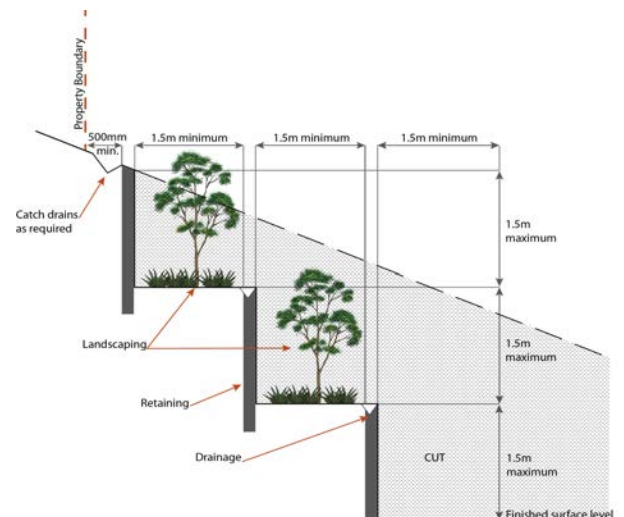 Property Boundary
500mm
min.
1.5m minimum
1.5m minimum
1.5m minimum
Catch drains
as required
1.5m
maximum
Landscaping
1.5m
maximum
Retaining
Drainage
CUT
1.5m
maximum
Finished surface level